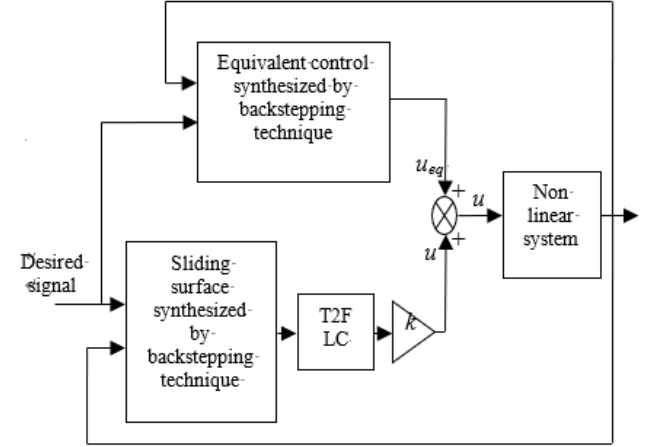 Equivalent control
synthesized by
backstepping
technique
u_eq
+
u
Non-
linear
system
+
u
Desired
signal
Sliding
surface
synthesized
by
backstepping
technique
T2F
LC
k